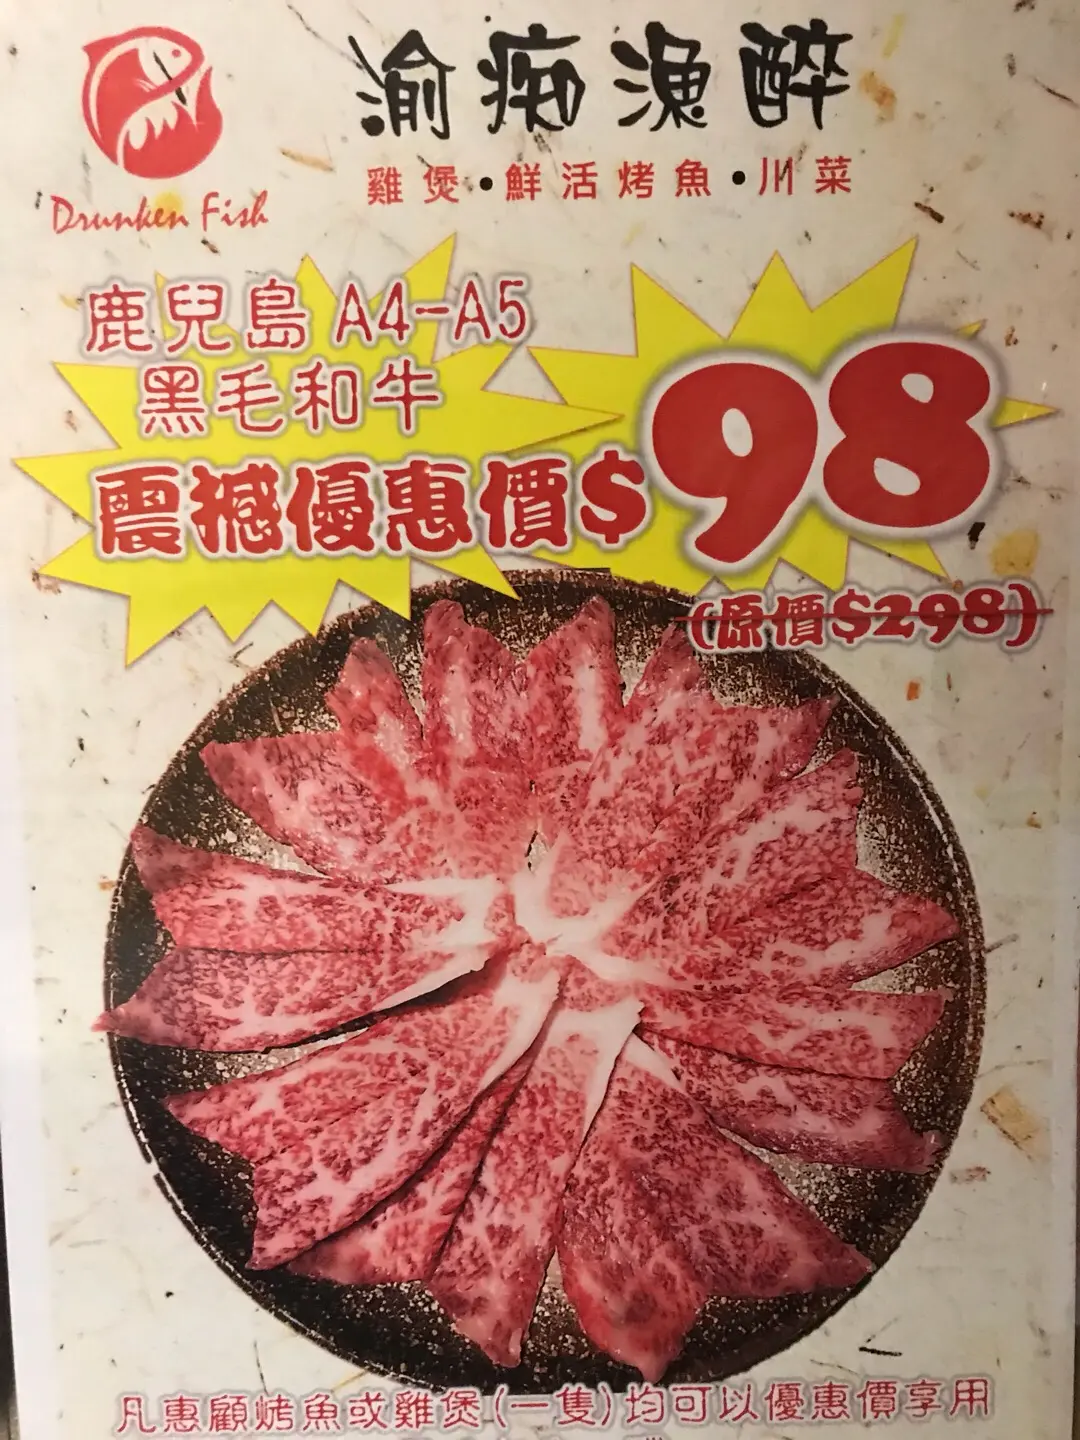 渝痴漁醉
雞煲•鮮活烤魚•川菜
Drunken Fish
鹿兒島 A4-A5
黑毛和牛
震撼優惠價$98
(原價$298)
凡惠顧烤魚或雞煲(一隻)均可以優惠價享用